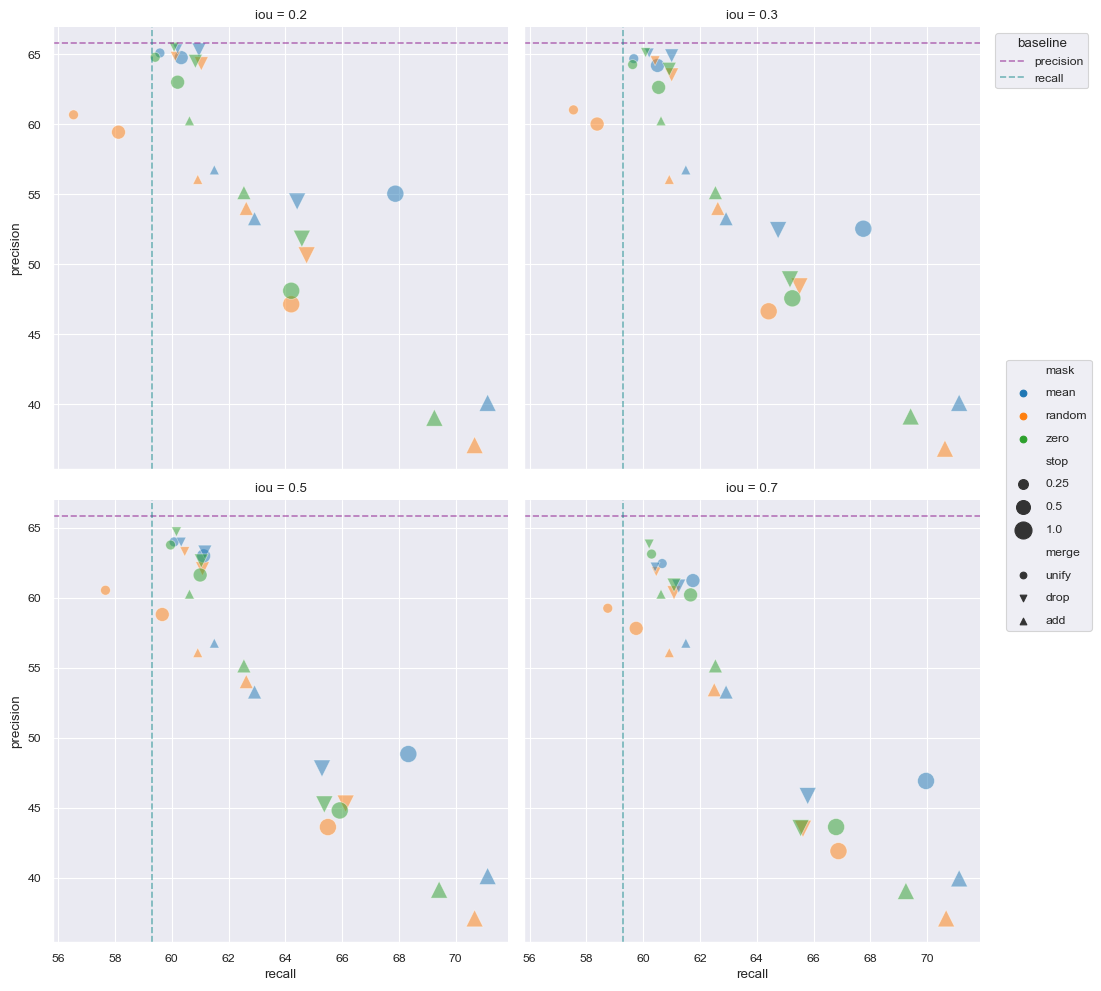 iou = 0.2
iou = 0.3
65
60
55
50
45
40
precision
baseline
precision
recall
mask
mean
random
zero
stop
0.25
0.5
1.0
merge
unify
drop
add
iou = 0.5
iou = 0.7
65
60
55
50
45
40
precision
56 58 60 62 64 66 68 70
recall
56 58 60 62 64 66 68 70
recall